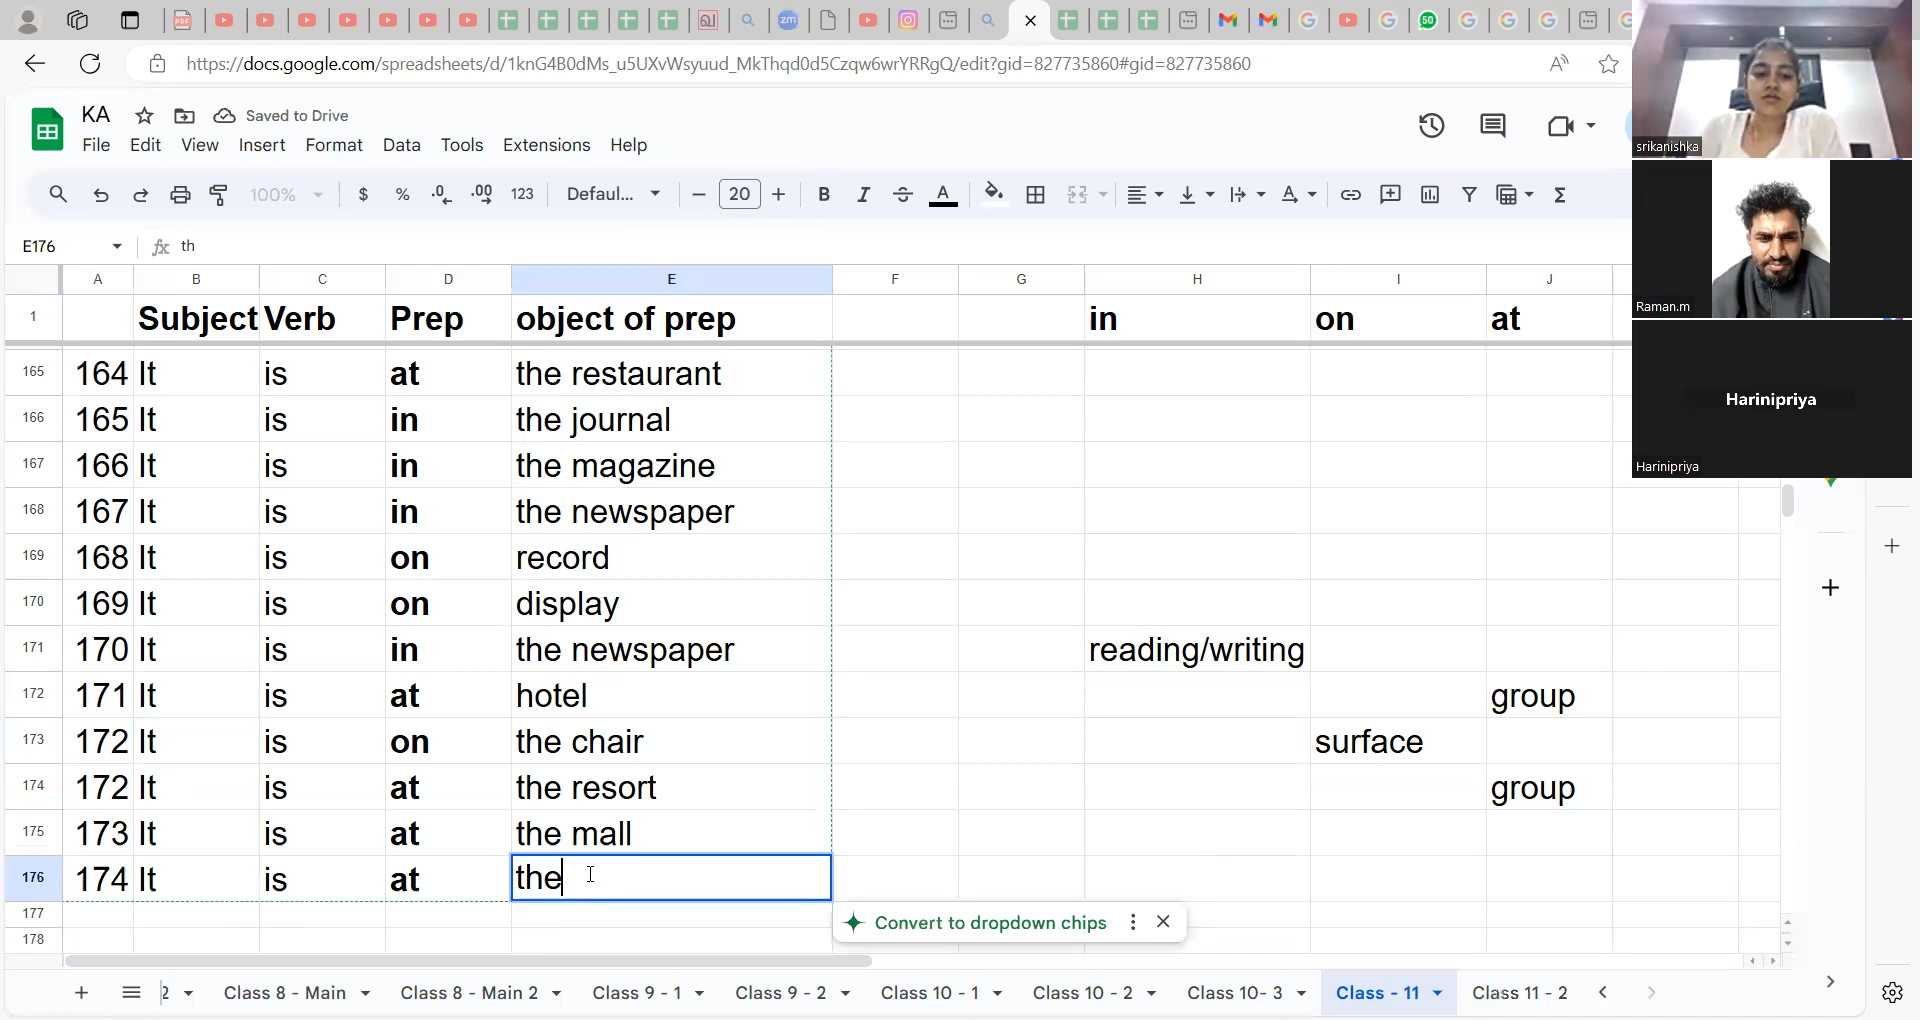 https://docs.google.com/spreadsheets/d/1knG4B0dMs_u5UXvWsyuud_MkThqd0d5Czqw6wrYRRgQ/edit?gid=827735860#gid=827735860
KA Saved to Drive
File Edit View Insert Format Data Tools Extensions Help
100% $ % .0 .00 123 Defaul... 20 B I A
E176 th
A B C D E F G H I J
1 Subject Verb Prep object of prep in on at
165 164 It is at the restaurant
166 165 It is in the journal
167 166 It is in the magazine
168 167 It is in the newspaper
169 168 It is on record
170 169 It is on display
171 170 It is in the newspaper reading/writing
172 171 It is at hotel group
173 172 It is on the chair surface
174 172 It is at the resort group
175 173 It is at the mall
176 174 It is at the
177
178
Convert to dropdown chips
2 Class 8 - Main Class 8 - Main 2 Class 9 - 1 Class 9 - 2 Class 10 - 1 Class 10 - 2 Class 10- 3 Class - 11 Class 11 - 2
srikanishka
Raman.m
Harinipriya
Harinipriya